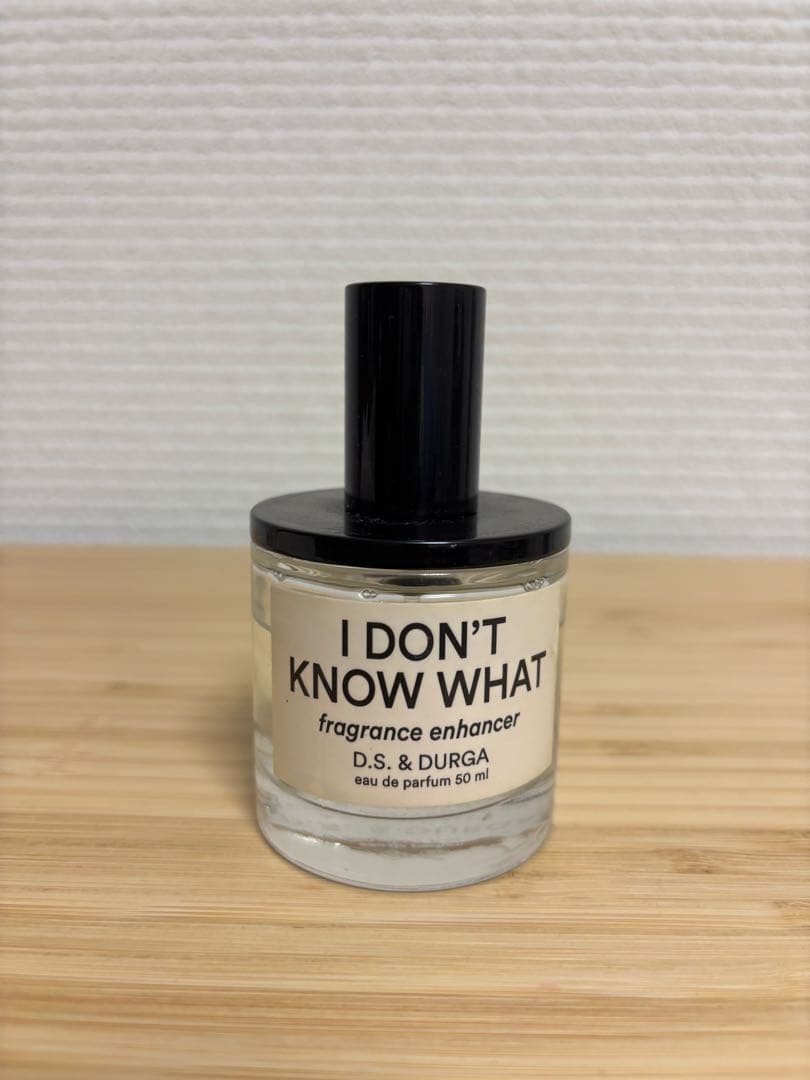 I DON'T
KNOW WHAT
fragrance enhancer
D.S. & DURGA
eau de parfum 50 ml